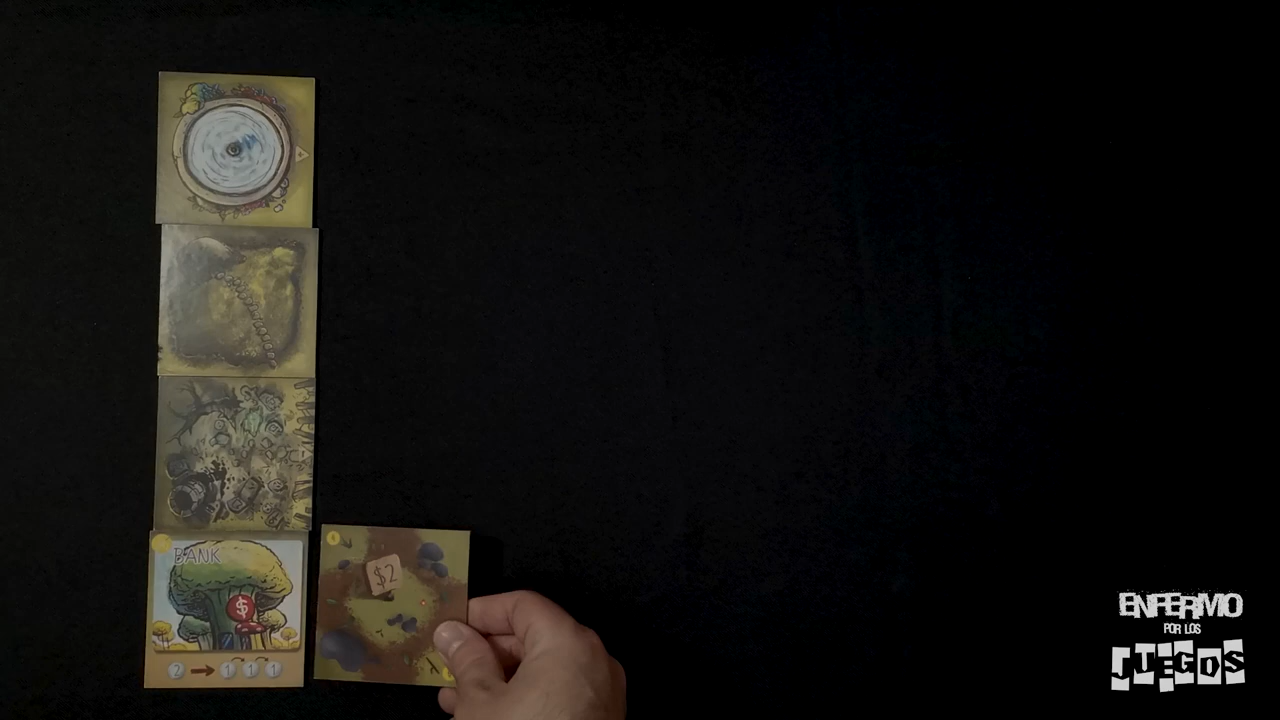 BANK
$
2 1 1 1
$2
ENFERMO
POR LOS
JUEGOS